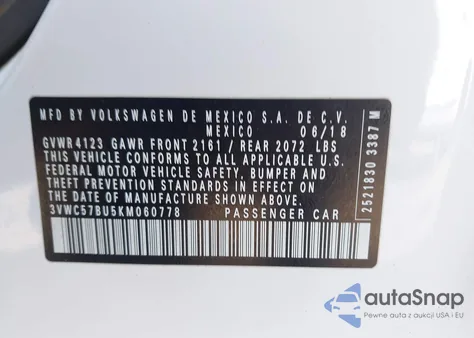 MFD BY VOLKSWAGEN DE MEXICO S.A. DE C.V.
MEXICO 06/18
GVWR 4123 GAWR FRONT 2161 / REAR 2072 LBS
THIS VEHICLE CONFORMS TO ALL APPLICABLE U.S.
FEDERAL MOTOR VEHICLE SAFETY, BUMPER AND
THEFT PREVENTION STANDARDS IN EFFECT ON THE
DATE OF MANUFACTURE SHOWN ABOVE.
3VWC57BU5KM060778 PASSENGER CAR
2521830 3387 M
autoSnap
Pewne auta z aukcji USA i EU